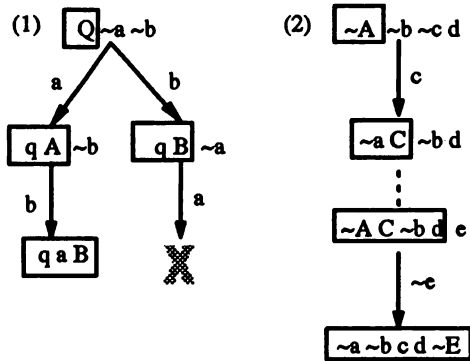 (1) Q ~a ~b
a b
q A ~b q B ~a
b a
q a B X
(2) ~A ~b ~c d
c
~a C ~b d
~A C ~b d e
~e
~a ~b c d ~E